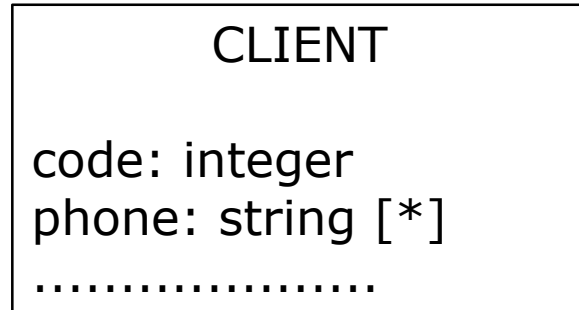 CLIENT
code: integer
phone: string [*]
....................